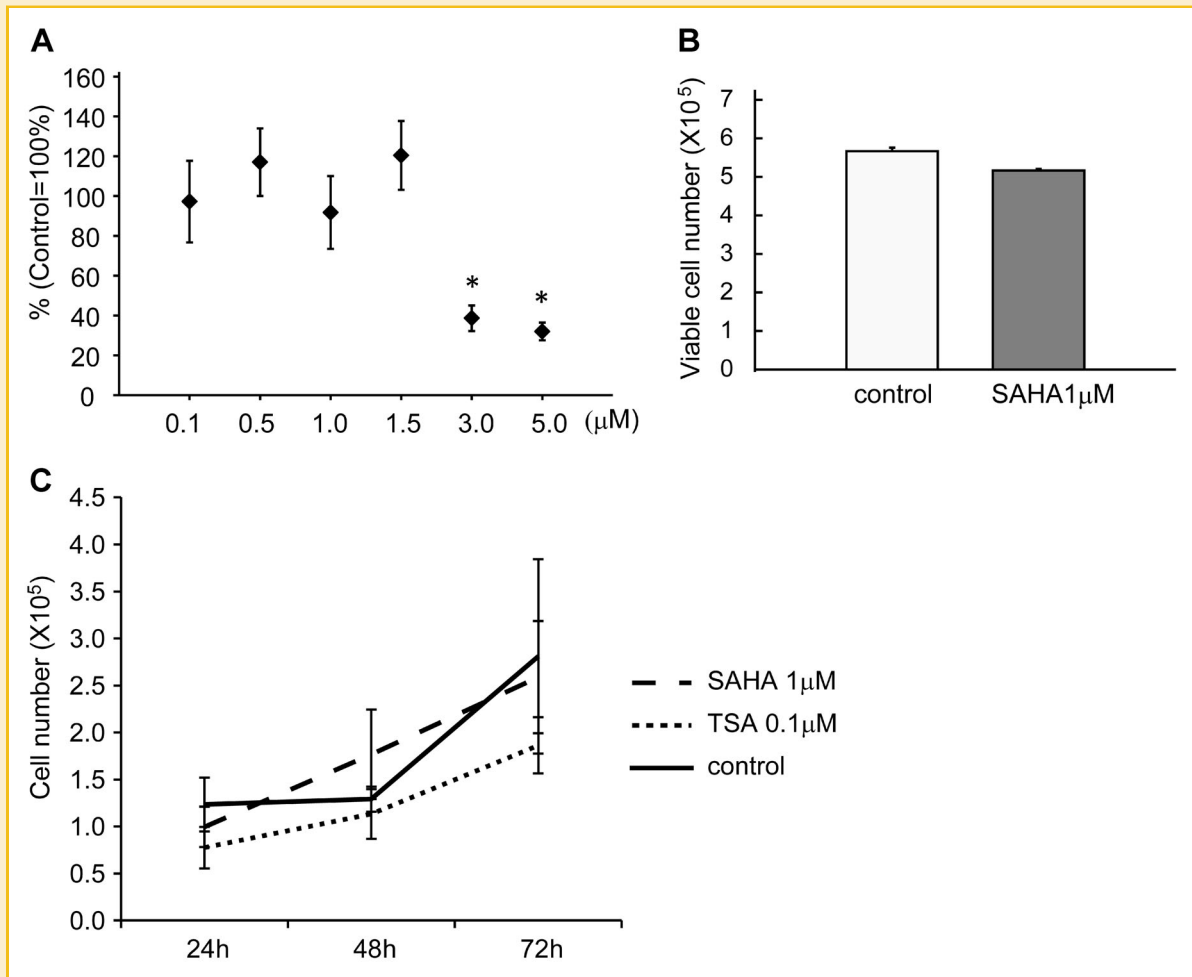 A
% (Control=100%)
160
140
120
100
80
60
40
20
0
*
*
0.1 0.5 1.0 1.5 3.0 5.0 (μM)
B
Viable cell number (X10⁵)
7
6
5
4
3
2
1
0
control SAHA1μM
C
Cell number (X10⁵)
4.5
4.0
3.5
3.0
2.5
2.0
1.5
1.0
0.5
0.0
24h 48h 72h
SAHA 1μM
TSA 0.1μM
control